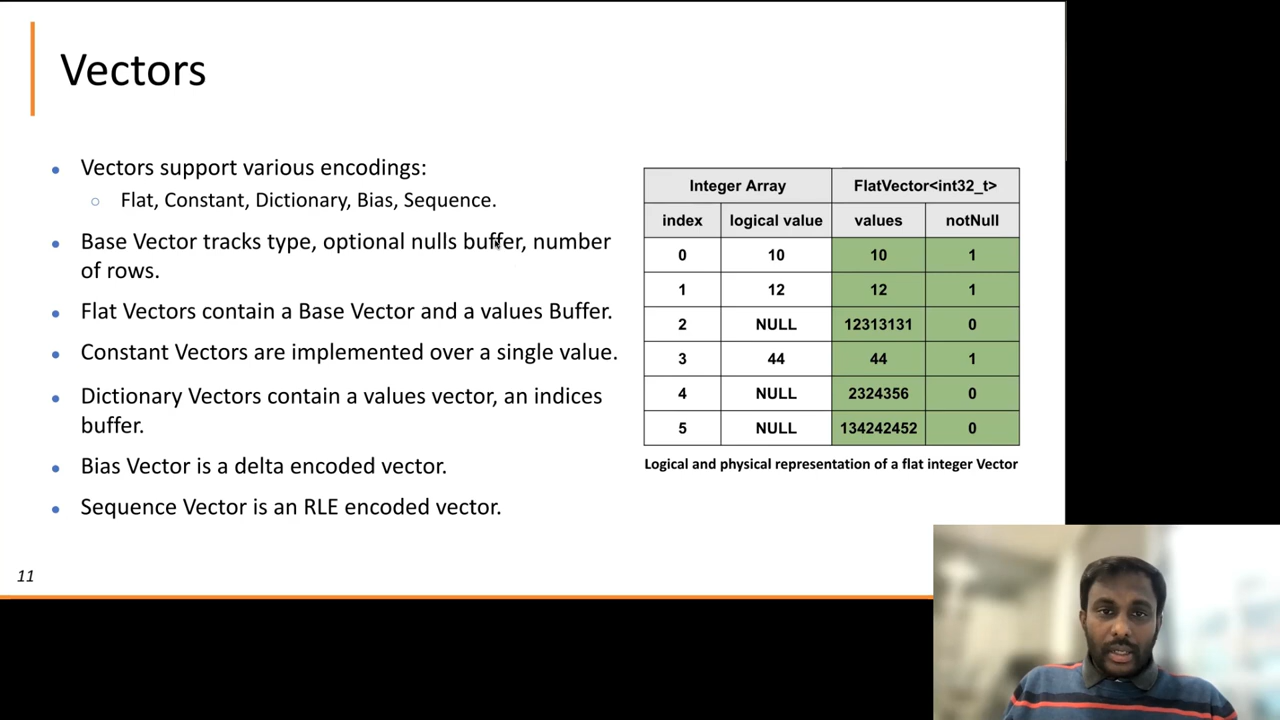 Vectors
Vectors support various encodings:
Flat, Constant, Dictionary, Bias, Sequence.
Base Vector tracks type, optional nulls buffer, number
of rows.
Flat Vectors contain a Base Vector and a values Buffer.
Constant Vectors are implemented over a single value.
Dictionary Vectors contain a values vector, an indices
buffer.
Bias Vector is a delta encoded vector.
Sequence Vector is an RLE encoded vector.
Integer Array FlatVector<int32_t>
index logical value values notNull
0 10 10 1
1 12 12 1
2 NULL 12313131 0
3 44 44 1
4 NULL 2324356 0
5 NULL 134242452 0
Logical and physical representation of a flat integer Vector
11